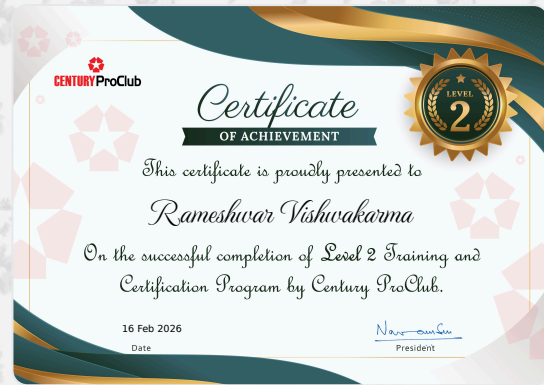 CENTURY ProClub
Certificate
OF ACHIEVEMENT
LEVEL
2
This certificate is proudly presented to
Rameshwar Vishwakarma
On the successful completion of Level 2 Training and
Certification Program by Century ProClub.
16 Feb 2026
Date
President